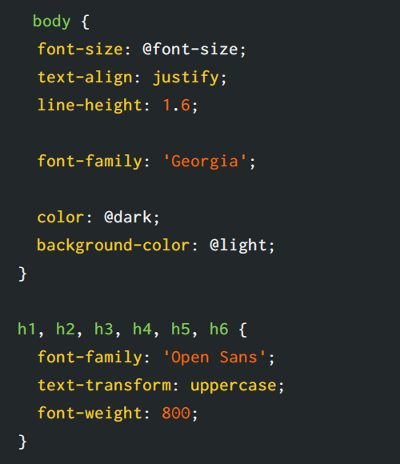 body {
font-size: @font-size;
text-align: justify;
line-height: 1.6;
font-family: 'Georgia';
color: @dark;
background-color: @light;
}
h1, h2, h3, h4, h5, h6 {
font-family: 'Open Sans';
text-transform: uppercase;
font-weight: 800;
}